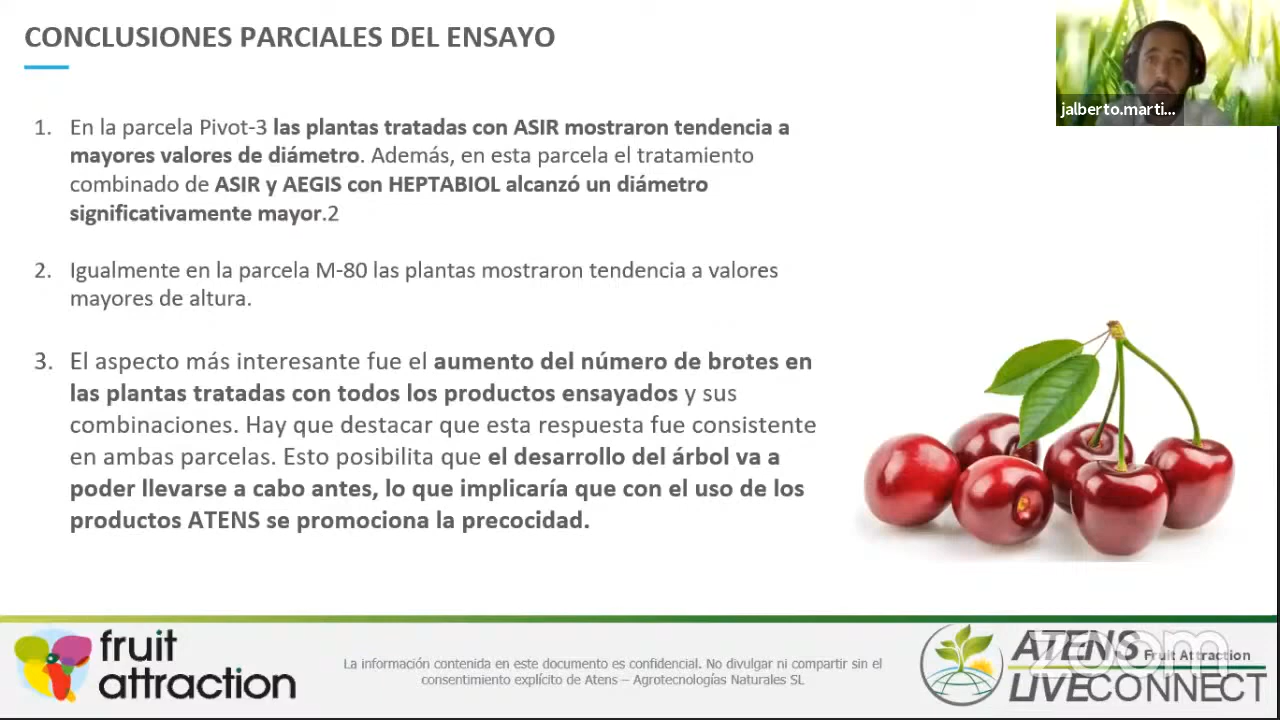 CONCLUSIONES PARCIALES DEL ENSAYO
jalberto.marti...
1. En la parcela Pivot-3 las plantas tratadas con ASIR mostraron tendencia a
mayores valores de diámetro. Además, en esta parcela el tratamiento
combinado de ASIR y AEGIS con HEPTABIOL alcanzó un diámetro
significativamente mayor.2
2. Igualmente en la parcela M-80 las plantas mostraron tendencia a valores
mayores de altura.
3. El aspecto más interesante fue el aumento del número de brotes en
las plantas tratadas con todos los productos ensayados y sus
combinaciones. Hay que destacar que esta respuesta fue consistente
en ambas parcelas. Esto posibilita que el desarrollo del árbol va a
poder llevarse a cabo antes, lo que implicaría que con el uso de los
productos ATENS se promociona la precocidad.
fruit
attraction
La información contenida en este documento es confidencial. No divulgar ni compartir sin el
consentimiento explícito de Atens – Agrotecnologías Naturales SL
ATENS Fruit Attraction
zoom
LIVECONNECT